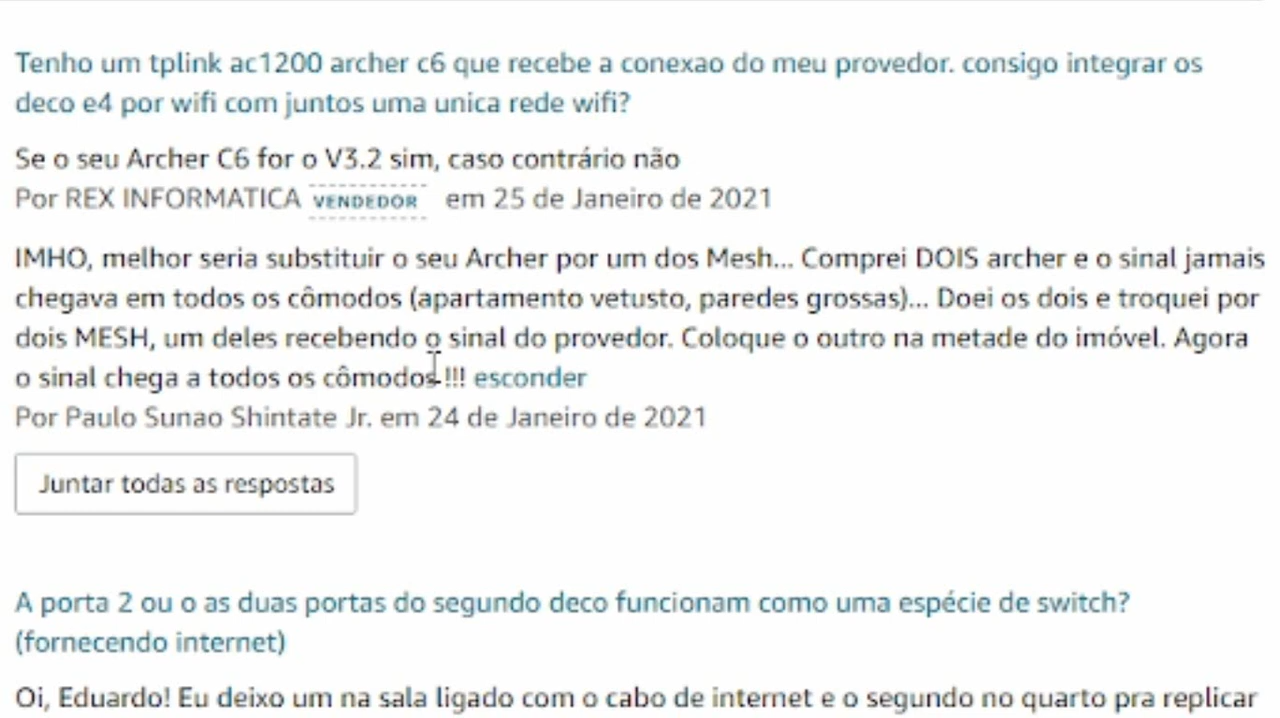 Tenho um tplink ac1200 archer c6 que recebe a conexao do meu provedor. consigo integrar os
deco e4 por wifi com juntos uma unica rede wifi?
Se o seu Archer C6 for o V3.2 sim, caso contrário não
Por REX INFORMATICA VENDEDOR em 25 de Janeiro de 2021
IMHO, melhor seria substituir o seu Archer por um dos Mesh... Comprei DOIS archer e o sinal jamais
chegava em todos os cômodos (apartamento vetusto, paredes grossas)... Doei os dois e troquei por
dois MESH, um deles recebendo o sinal do provedor. Coloque o outro na metade do imóvel. Agora
o sinal chega a todos os cômodos !!! esconder
Por Paulo Sunao Shintate Jr. em 24 de Janeiro de 2021
Juntar todas as respostas
A porta 2 ou o as duas portas do segundo deco funcionam como uma espécie de switch?
(fornecendo internet)
Oi, Eduardo! Eu deixo um na sala ligado com o cabo de internet e o segundo no quarto pra replicar